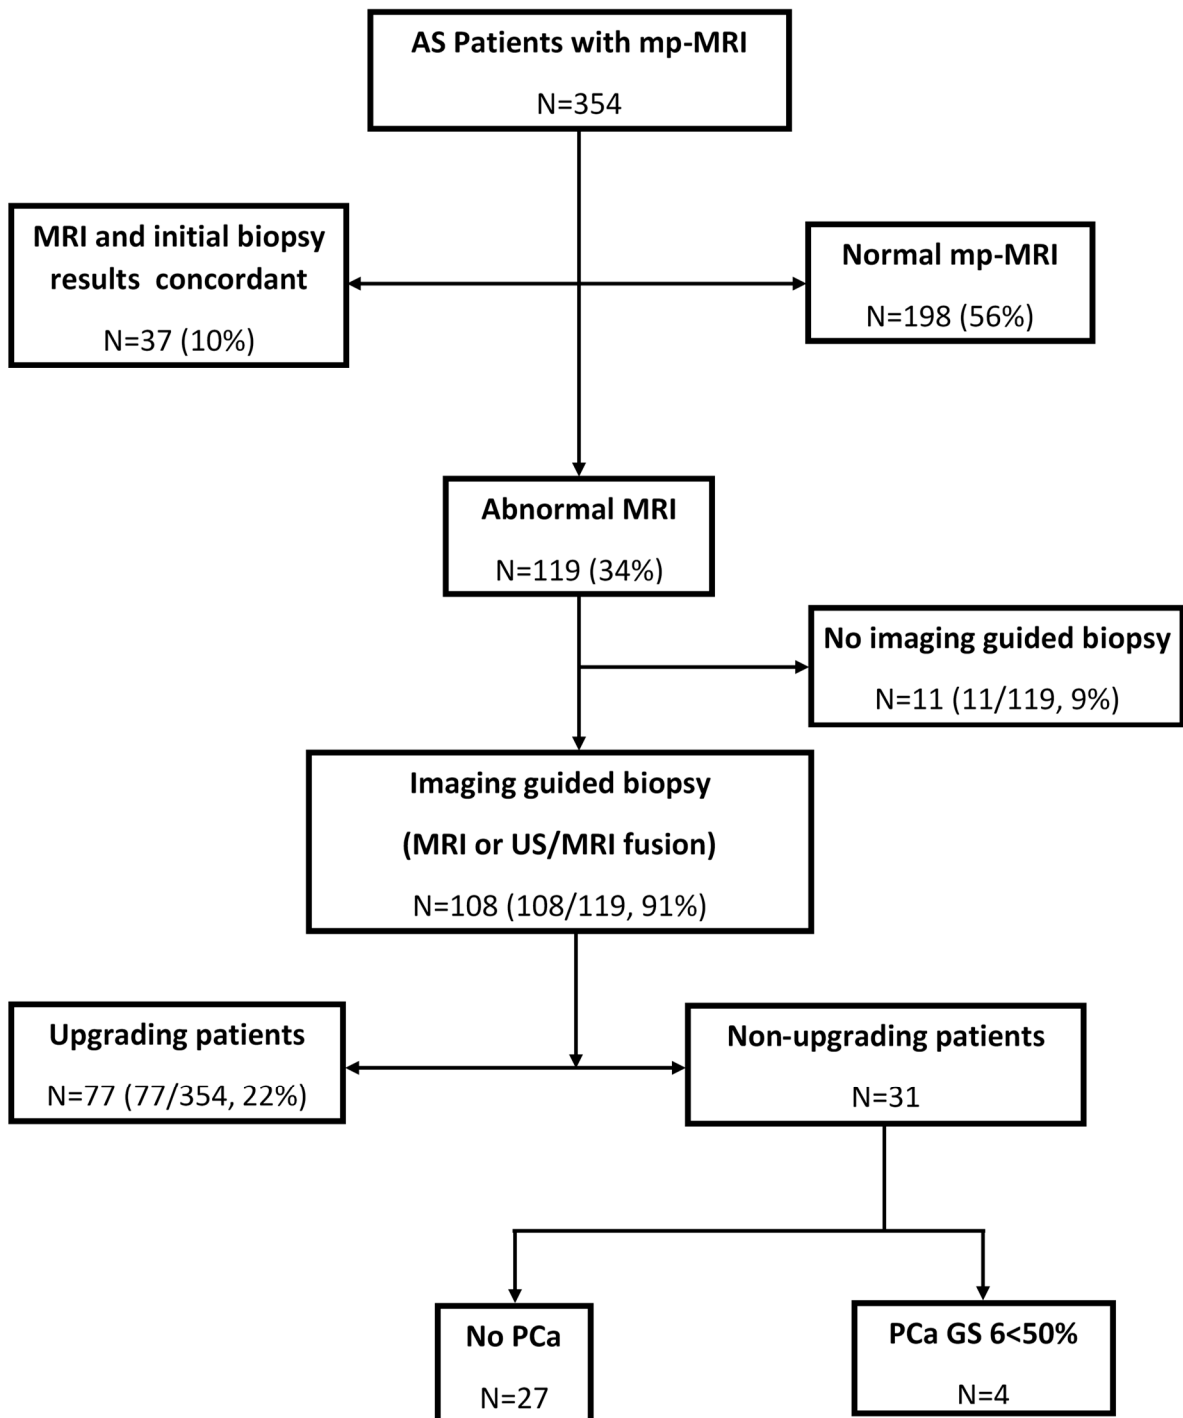 AS Patients with mp-MRI
N=354
MRI and initial biopsy
results concordant
N=37 (10%)
Normal mp-MRI
N=198 (56%)
Abnormal MRI
N=119 (34%)
No imaging guided biopsy
N=11 (11/119, 9%)
Imaging guided biopsy
(MRI or US/MRI fusion)
N=108 (108/119, 91%)
Upgrading patients
N=77 (77/354, 22%)
Non-upgrading patients
N=31
No PCa
N=27
PCa GS 6<50%
N=4